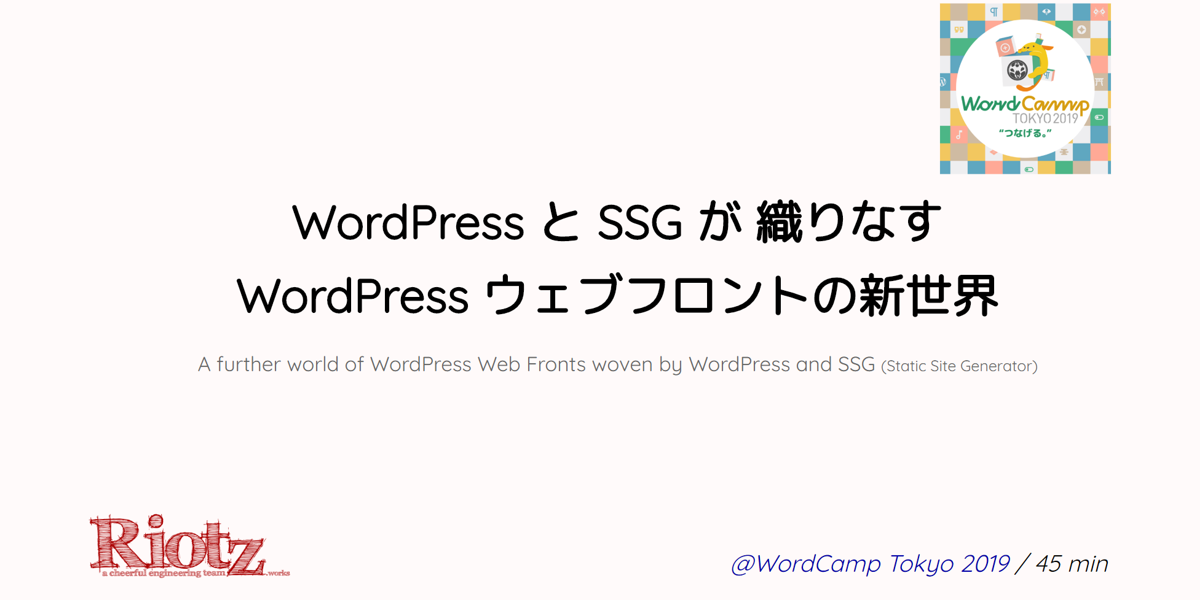 WordCamp
TOKYO 2019
“つなげる。”
WordPress と SSG が 織りなす
WordPress ウェブフロントの新世界
A further world of WordPress Web Fronts woven by WordPress and SSG (Static Site Generator)
Riotz
a cheerful engineering team .works
@WordCamp Tokyo 2019 / 45 min